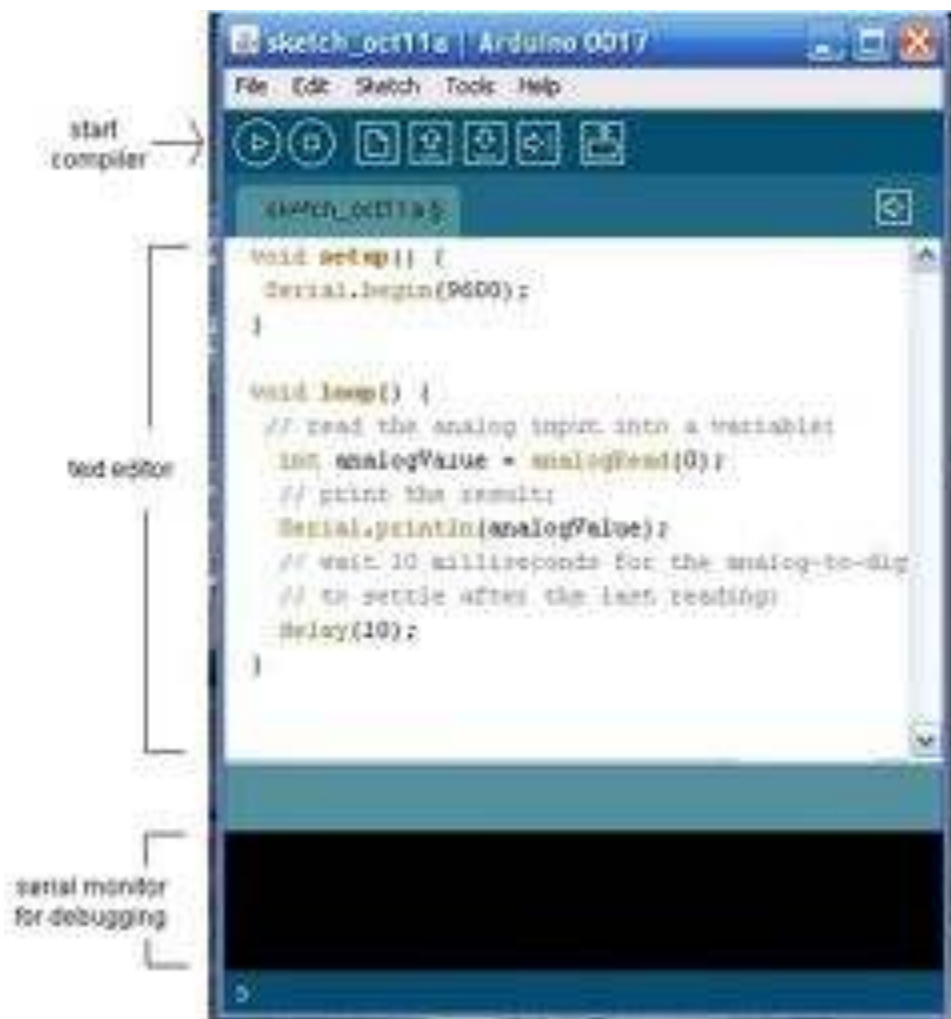 sketch_oct11a | Arduino 0017
File Edit Sketch Tools Help
start
compiler
sketch_oct11a §
void setup() {
Serial.begin(9600);
}
void loop() {
// read the analog input into a variable:
int analogValue = analogRead(0);
// print the result:
Serial.println(analogValue);
// wait 10 milliseconds for the analog-to-dig
// to settle after the last reading:
delay(10);
}
text editor
serial monitor
for debugging